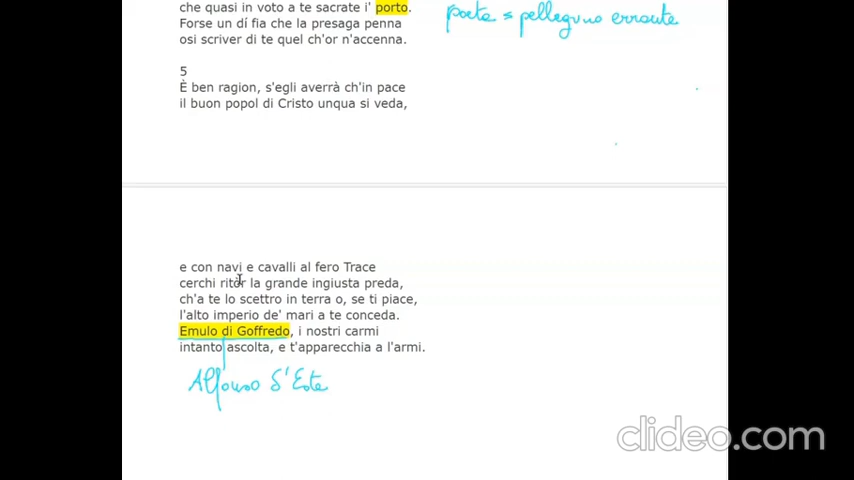 che quasi in voto a te sacrate i' porto.
Forse un dí fia che la presaga penna
osi scriver di te quel ch'or n'accenna.
poeta = pellegrino errante
5
È ben ragion, s'egli averrà ch'in pace
il buon popol di Cristo unqua si veda,
e con navi e cavalli al fero Trace
cerchi ritòr la grande ingiusta preda,
ch'a te lo scettro in terra o, se ti piace,
l'alto imperio de' mari a te conceda.
Emulo di Goffredo, i nostri carmi
intanto ascolta, e t'apparecchia a l'armi.
Alfonso d'Este
clideo.com